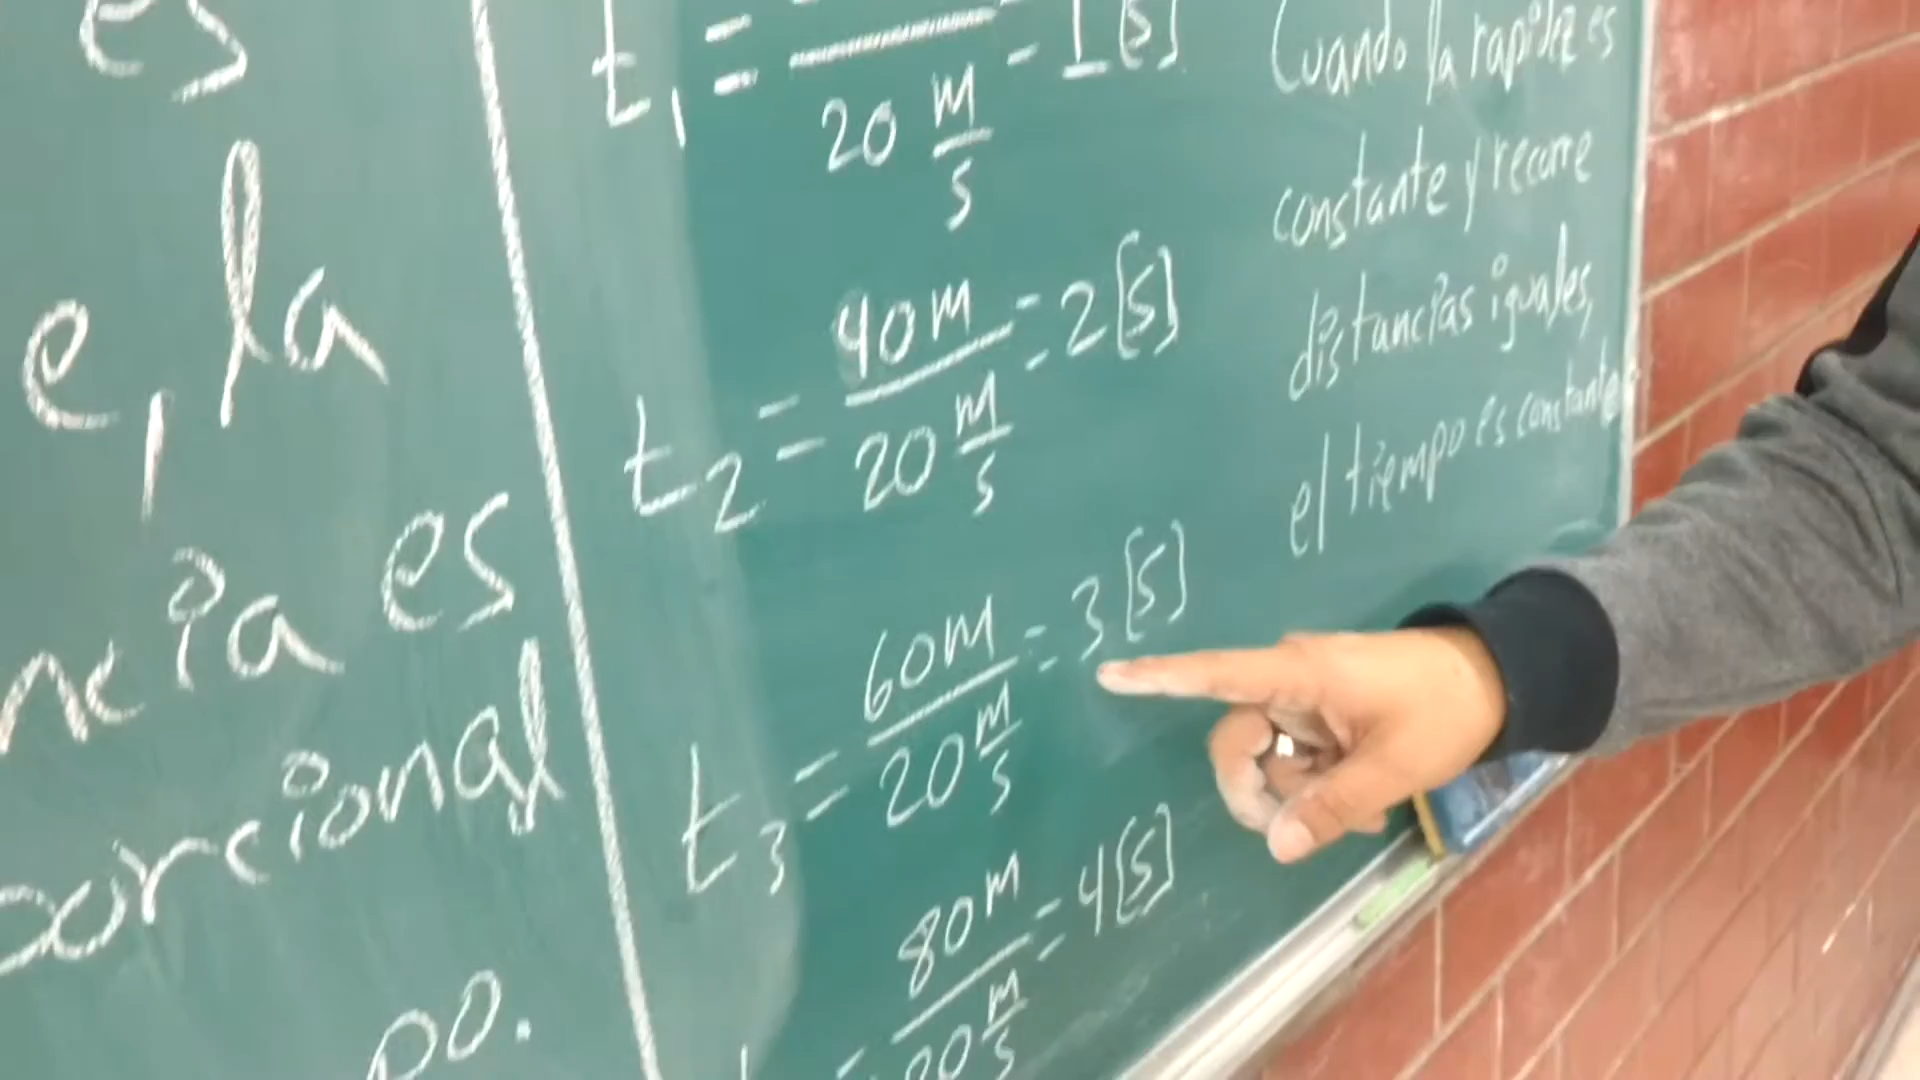 es
e, la
ncia es
porcional
po.
t₁ = ── = 1 [s]
20 m/s
t₂ = 40m / 20 m/s = 2 [s]
t₃ = 60m / 20 m/s = 3 [s]
80m / 20 m/s = 4 [s]
Cuando la rapidez es
constante y recorre
distancias iguales,
el tiempo es constante